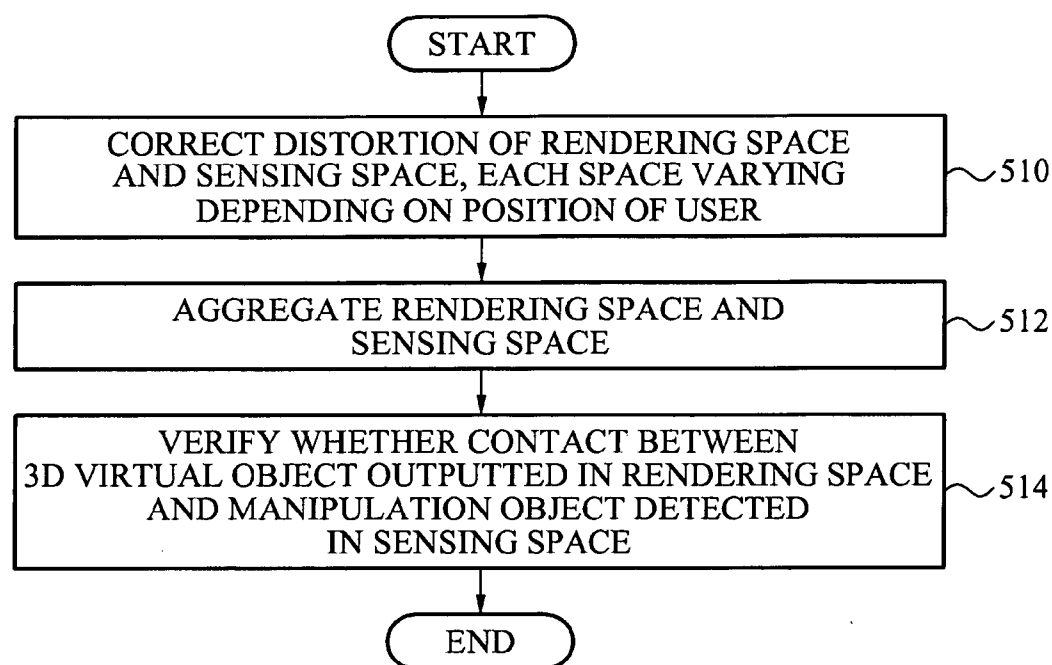 START
CORRECT DISTORTION OF RENDERING SPACE
AND SENSING SPACE, EACH SPACE VARYING
DEPENDING ON POSITION OF USER
510
AGGREGATE RENDERING SPACE AND
SENSING SPACE
512
VERIFY WHETHER CONTACT BETWEEN
3D VIRTUAL OBJECT OUTPUTTED IN RENDERING SPACE
AND MANIPULATION OBJECT DETECTED
IN SENSING SPACE
514
END